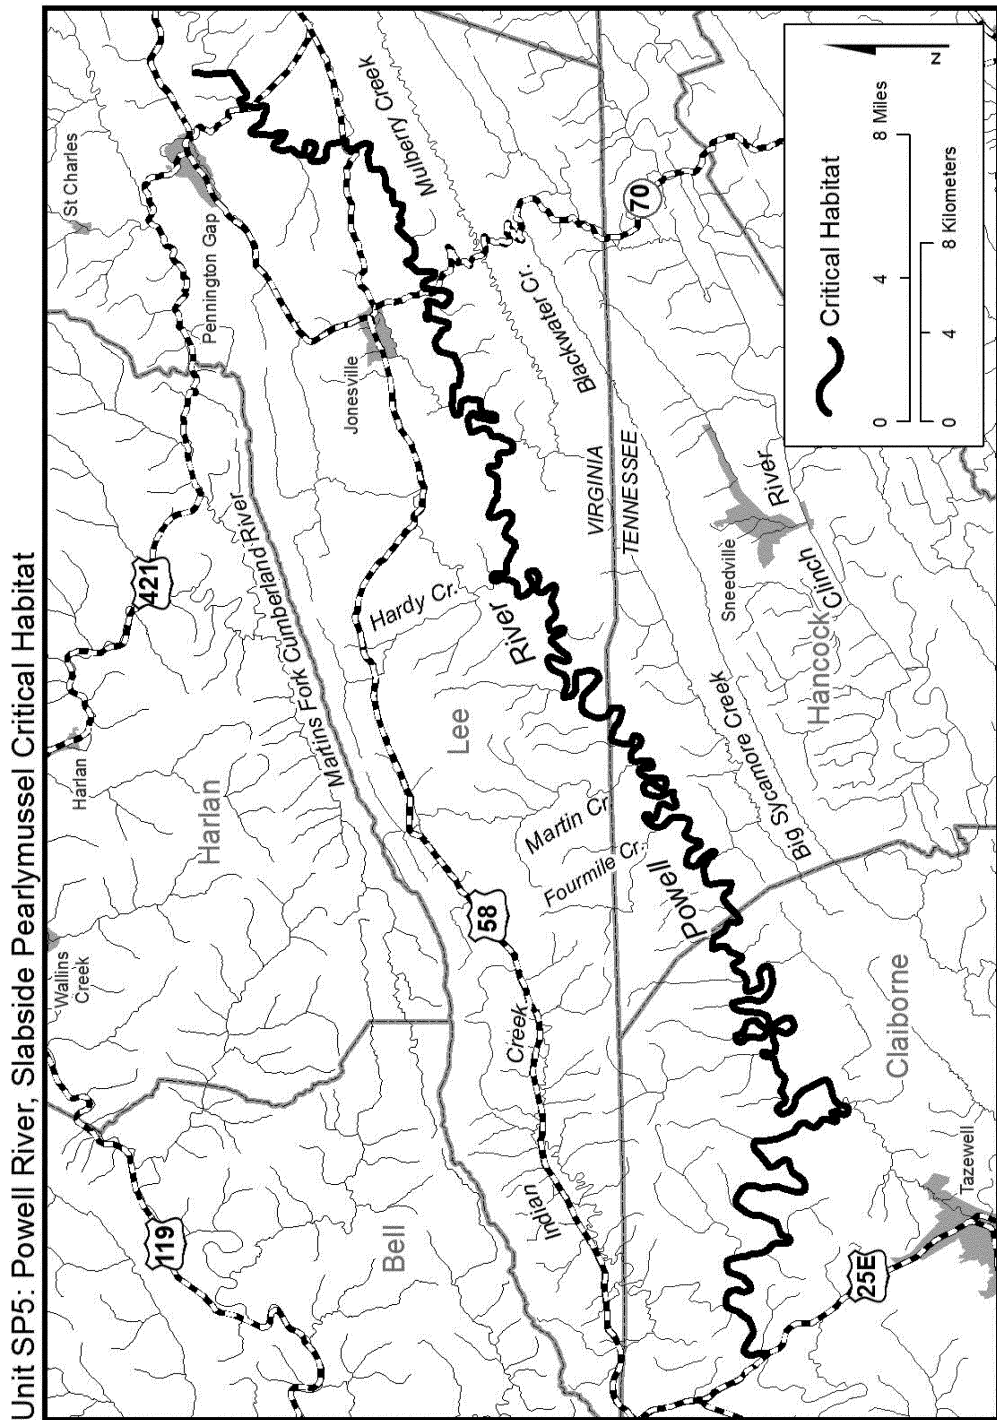 Unit SP5: Powell River, Slabside Pearlymussel Critical Habitat
119
Wallins
Creek
Harlan
421
St Charles
Bell
Harlan
Martins Fork Cumberland River
Pennington Gap
Indian
Creek
58
Lee
Hardy Cr.
Jonesville
Mulberry Creek
Fourmile Cr.
Martin Cr.
River
Powell
Blackwater Cr.
VIRGINIA
TENNESSEE
70
25E
Tazewell
Claiborne
Big Sycamore Creek
Hancock
Sneedville
Clinch
River
Critical Habitat
N
0
4
8 Miles
0
4
8 Kilometers